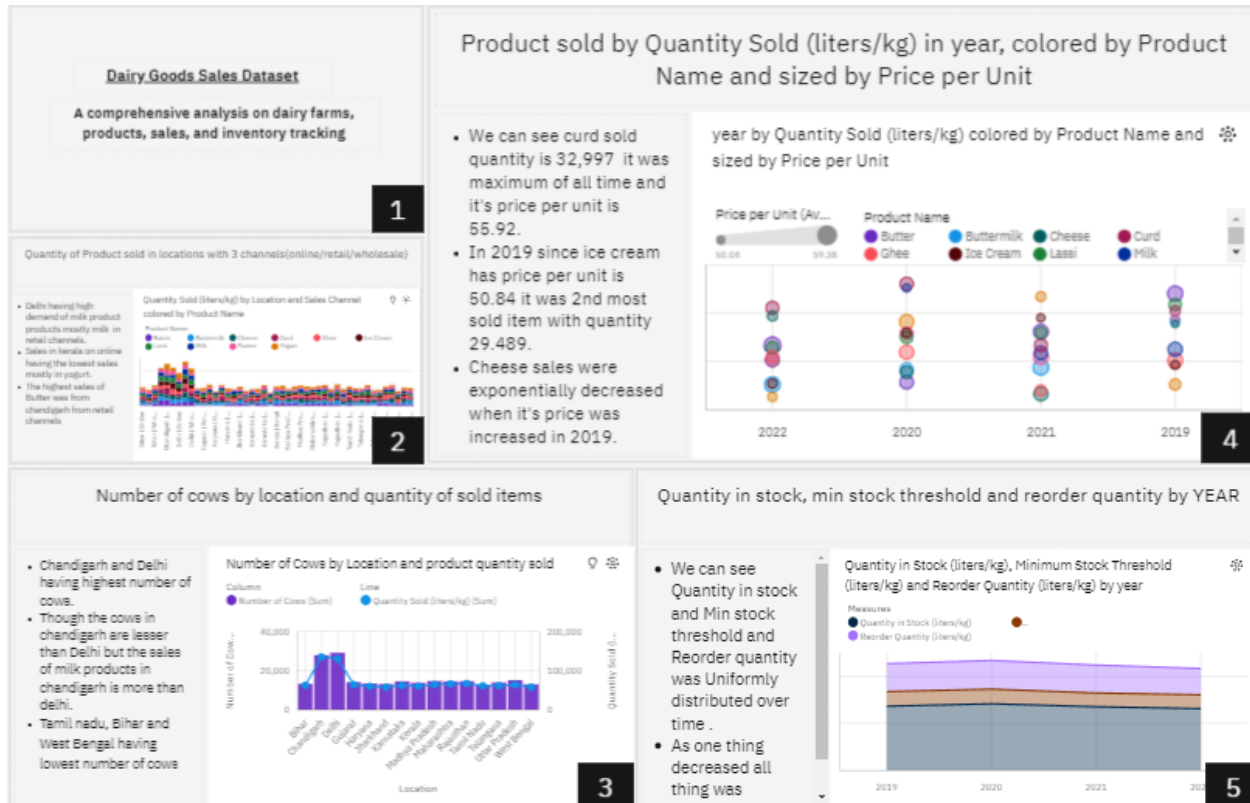 Dairy Goods Sales Dataset
A comprehensive analysis on dairy farms,
products, sales, and inventory tracking
1
Quantity of Product sold in locations with 3 channels(online/retail/wholesale)
• Delhi having high
demand of milk product
products mostly milk in
retail channels.
• Sales in kerala on online
having the lowest sales
mostly in yogurt.
• The highest sales of
Butter was from
chandigarh from retail
channels
Quantity Sold (liters/kg) by Location and Sales Channel
colored by Product Name
Product Name
Butter Buttermilk Cheese Curd Ghee Ice Cream
Lassi Milk Paneer Yogurt
2
Product sold by Quantity Sold (liters/kg) in year, colored by Product
Name and sized by Price per Unit
• We can see curd sold
quantity is 32,997 it was
maximum of all time and
it's price per unit is
55.92.
• In 2019 since ice cream
has price per unit is
50.84 it was 2nd most
sold item with quantity
29.489.
• Cheese sales were
exponentially decreased
when it's price was
increased in 2019.
year by Quantity Sold (liters/kg) colored by Product Name and
sized by Price per Unit
Price per Unit (Av...
50.84 59.38
Product Name
Butter Buttermilk Cheese Curd
Ghee Ice Cream Lassi Milk
2022 2020 2021 2019
4
Number of cows by location and quantity of sold items
• Chandigarh and Delhi
having highest number of
cows.
• Though the cows in
chandigarh are lesser
than Delhi but the sales
of milk products in
chandigarh is more than
delhi.
• Tamil nadu, Bihar and
West Bengal having
lowest number of cows
Number of Cows by Location and product quantity sold
Column Line
Number of Cows (Sum) Quantity Sold (liters/kg) (Sum)
Number of Cow...
40,000
20,000
0
200,000
100,000
0
Quantity Sold (l...
Bihar
Chandigarh
Delhi
Gujarat
Haryana
Jharkhand
Karnataka
Kerala
Madhya Pradesh
Maharashtra
Rajasthan
Tamil Nadu
Telangana
Uttar Pradesh
West Bengal
Location
3
Quantity in stock, min stock threshold and reorder quantity by YEAR
• We can see
Quantity in stock
and Min stock
threshold and
Reorder quantity
was Uniformly
distributed over
time .
• As one thing
decreased all
thing was
Quantity in Stock (liters/kg), Minimum Stock Threshold
(liters/kg) and Reorder Quantity (liters/kg) by year
Measures
Quantity in Stock (liters/kg) ...
Reorder Quantity (liters/kg)
2019 2020 2021
5